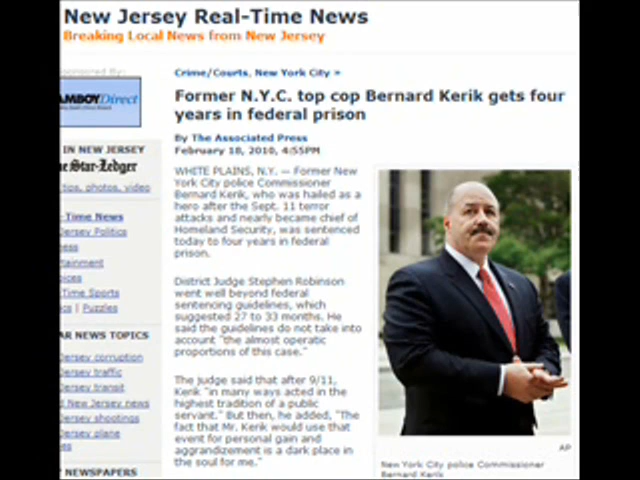 New Jersey Real-Time News
Breaking Local News from New Jersey
Sponsored By:
AMBOYDirect
Crime/Courts, New York City »
Former N.Y.C. top cop Bernard Kerik gets four
years in federal prison
By The Associated Press
February 18, 2010, 4:55PM
IN NEW JERSEY
Star-Ledger
tips, photos, video
Time News
Jersey Politics
Time Sports
Puzzles
NEWS TOPICS
Jersey corruption
Jersey traffic
Jersey transit
New Jersey news
Jersey shootings
Jersey plane
NEWSPAPERS
WHITE PLAINS, N.Y. — Former New
York City police Commissioner
Bernard Kerik, who was hailed as a
hero after the Sept. 11 terror
attacks and nearly became chief of
Homeland Security, was sentenced
today to four years in federal
prison.
District Judge Stephen Robinson
went well beyond federal
sentencing guidelines, which
suggested 27 to 33 months. He
said the guidelines do not take into
account "the almost operatic
proportions of this case."
The judge said that after 9/11,
Kerik "in many ways acted in the
highest tradition of a public
servant." But then, he added, "The
fact that Mr. Kerik would use that
event for personal gain and
aggrandizement is a dark place in
the soul for me."
AP
New York City police Commissioner
Bernard Kerik